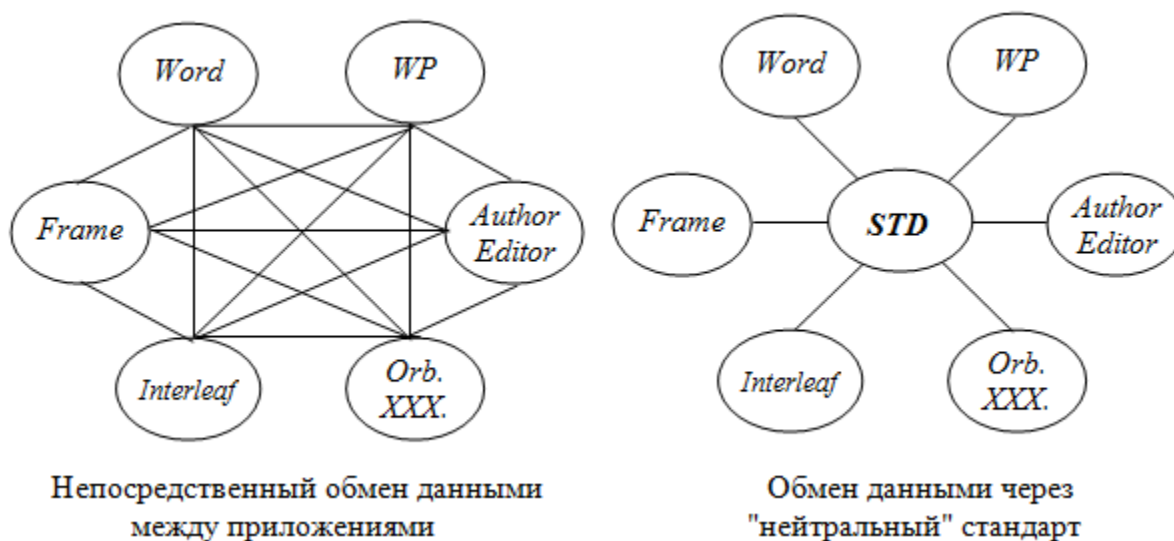 Word
WP
Frame
Author
Editor
Interleaf
Orb.
XXX.
Непосредственный обмен данными
между приложениями
Word
WP
Frame
STD
Author
Editor
Interleaf
Orb.
XXX.
Обмен данными через
"нейтральный" стандарт